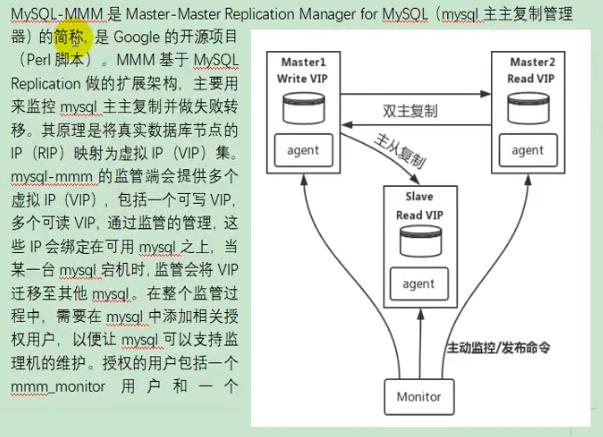 MySQL-MMM 是 Master-Master Replication Manager for MySQL（mysql 主主复制管理
器）的简称，是 Google 的开源项目
（Perl 脚本）。MMM 基于 MySQL
Replication 做的扩展架构，主要用
来监控 mysql 主主复制并做失败转
移。其原理是将真实数据库节点的
IP（RIP）映射为虚拟 IP（VIP）集。
mysql-mmm 的监管端会提供多个
虚拟 IP（VIP），包括一个可写 VIP，
多个可读 VIP，通过监管的管理，这
些 IP 会绑定在可用 mysql 之上，当
某一台 mysql 宕机时，监管会将 VIP
迁移至其他 mysql。在整个监管过
程中，需要在 mysql 中添加相关授
权用户，以便让 mysql 可以支持监
理机的维护。授权的用户包括一个
mmm_monitor 用户和一个
Master1
Write VIP
agent
Master2
Read VIP
agent
双主复制
主从复制
Slave
Read VIP
agent
主动监控/发布命令
Monitor